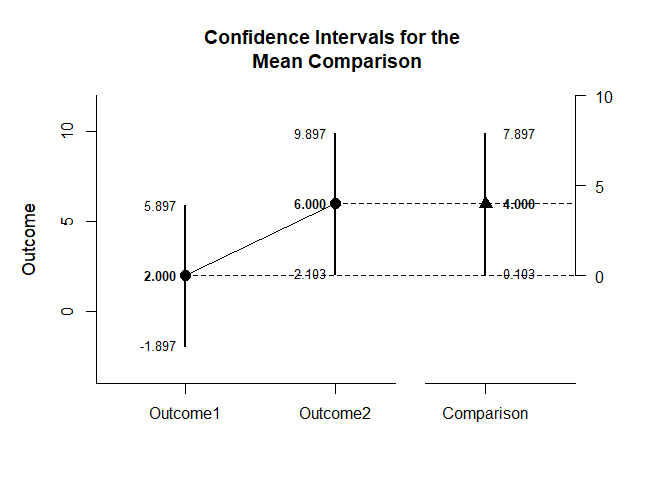 Confidence Intervals for the
Mean Comparison
10
10
9.897
7.897
5.897
6.000
4.000
5
5
Outcome
2.000
2.103
0.103
0
0
-1.897
Outcome1
Outcome2
Comparison